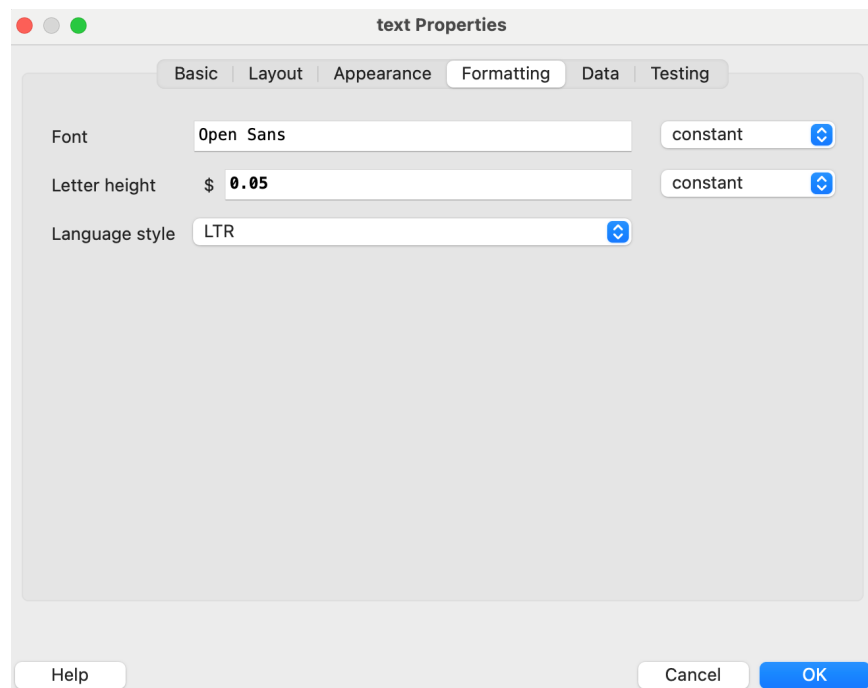 text Properties
Basic Layout Appearance Formatting Data Testing
Font Open Sans constant
Letter height $ 0.05 constant
Language style LTR
Help Cancel OK